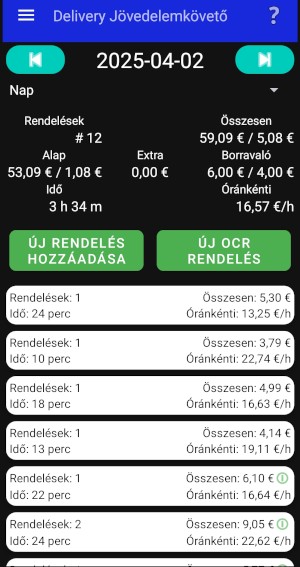 Delivery Jövedelemkövető ?
2025-04-02
Nap
Rendelések Összesen
# 12 59,09 € / 5,08 €
Alap Extra Borravaló
53,09 € / 1,08 € 0,00 € 6,00 € / 4,00 €
Idő Óránkénti
3 h 34 m 16,57 €/h
ÚJ RENDELÉS ÚJ OCR
HOZZÁADÁSA RENDELÉS
Rendelések: 1 Összesen: 5,30 €
Idő: 24 perc Óránkénti: 13,25 €/h
Rendelések: 1 Összesen: 3,79 €
Idő: 10 perc Óránkénti: 22,74 €/h
Rendelések: 1 Összesen: 4,99 €
Idő: 18 perc Óránkénti: 16,63 €/h
Rendelések: 1 Összesen: 4,14 €
Idő: 13 perc Óránkénti: 19,11 €/h
Rendelések: 1 Összesen: 6,10 €
Idő: 22 perc Óránkénti: 16,64 €/h
Rendelések: 2 Összesen: 9,05 €
Idő: 24 perc Óránkénti: 22,62 €/h